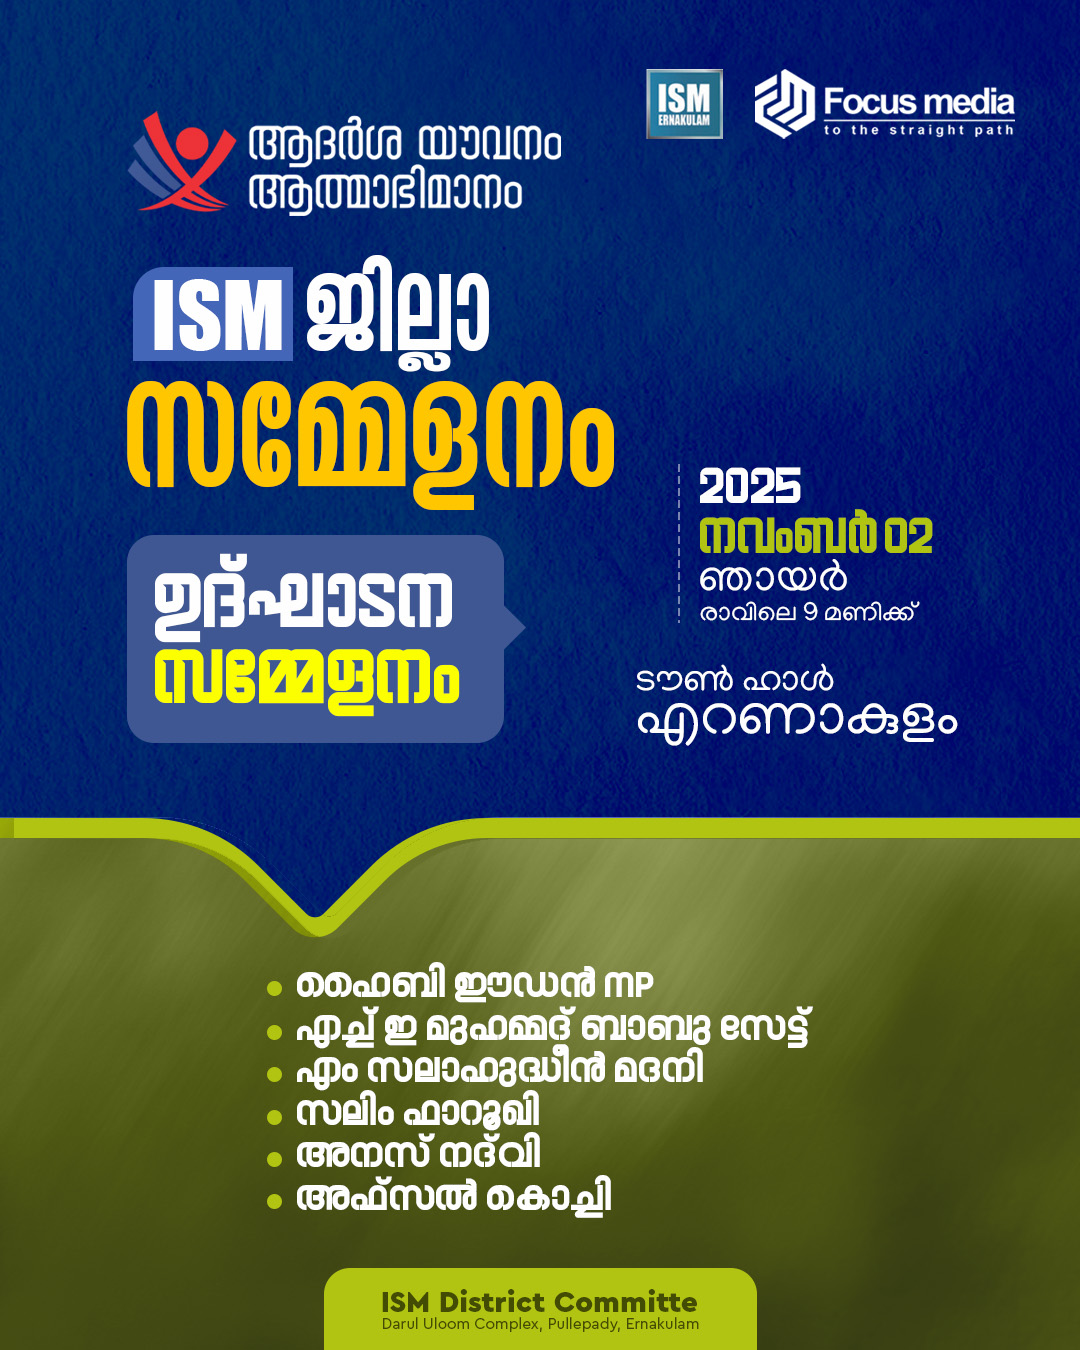 ISM
ERNAKULAM
Focus media
to the straight path
ആദർശ യൗവനം
ആത്മാഭിമാനം
ISM ജില്ലാ
സമ്മേളനം
2025
നവംബർ 02
ഞായർ
രാവിലെ 9 മണിക്ക്
ഉദ്ഘാടന
സമ്മേളനം
ടൗൺ ഹാൾ
എറണാകുളം
ഹൈബി ഈഡൻ MP
എച്ച് ഇ മുഹമ്മദ് ബാബു സേട്ട്
എം സലാഹുദ്ധീൻ മദനി
സലിം ഫാറൂഖി
അനസ് നദ്‌വി
അഫ്സൽ കൊച്ചി
ISM District Committe
Darul Uloom Complex, Pullepady, Ernakulam